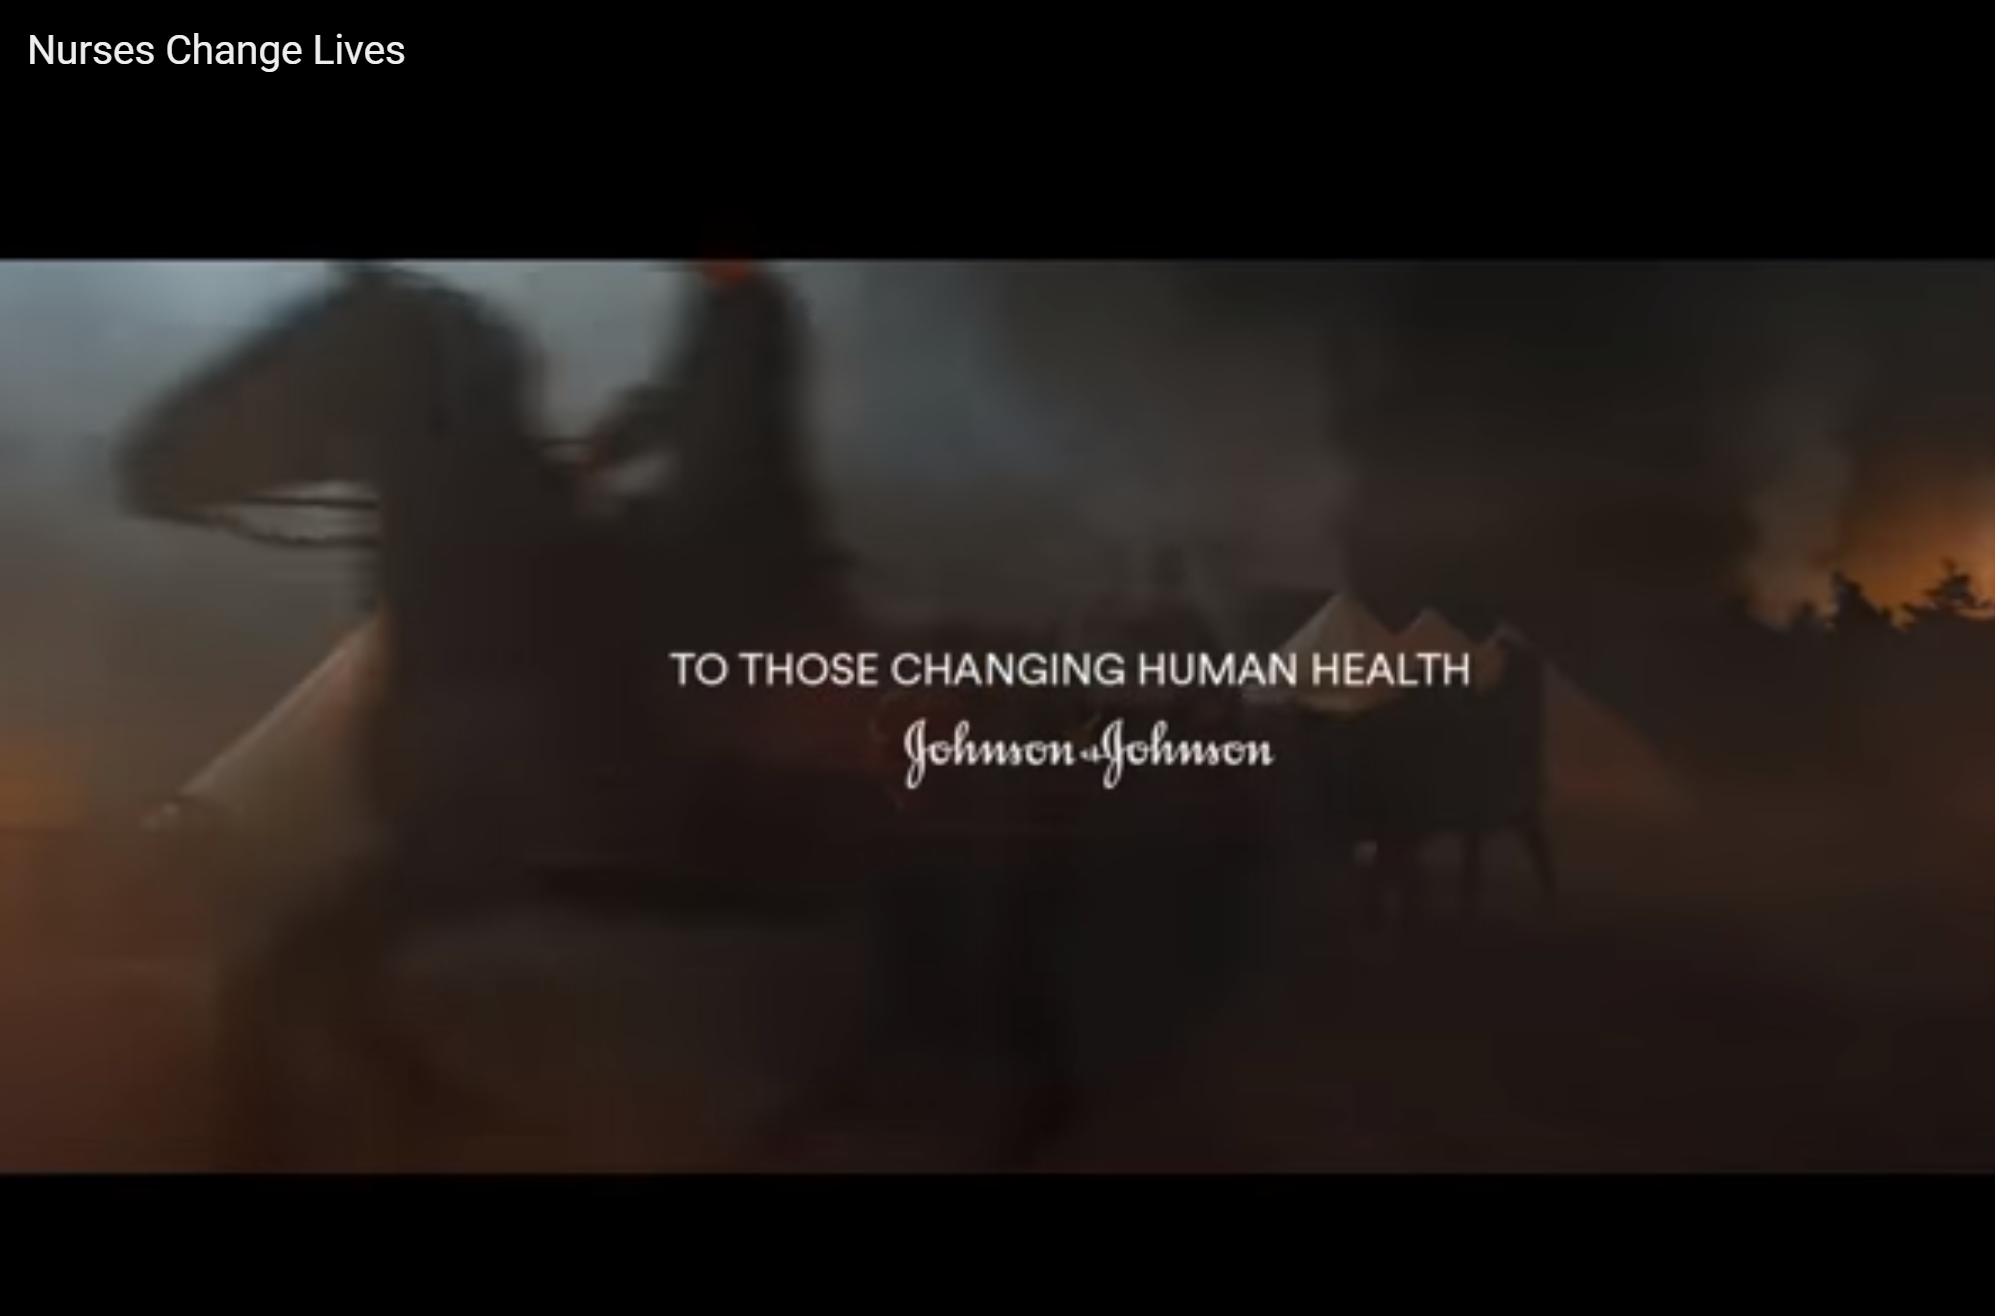 Nurses Change Lives
TO THOSE CHANGING HUMAN HEALTH
Johnson & Johnson